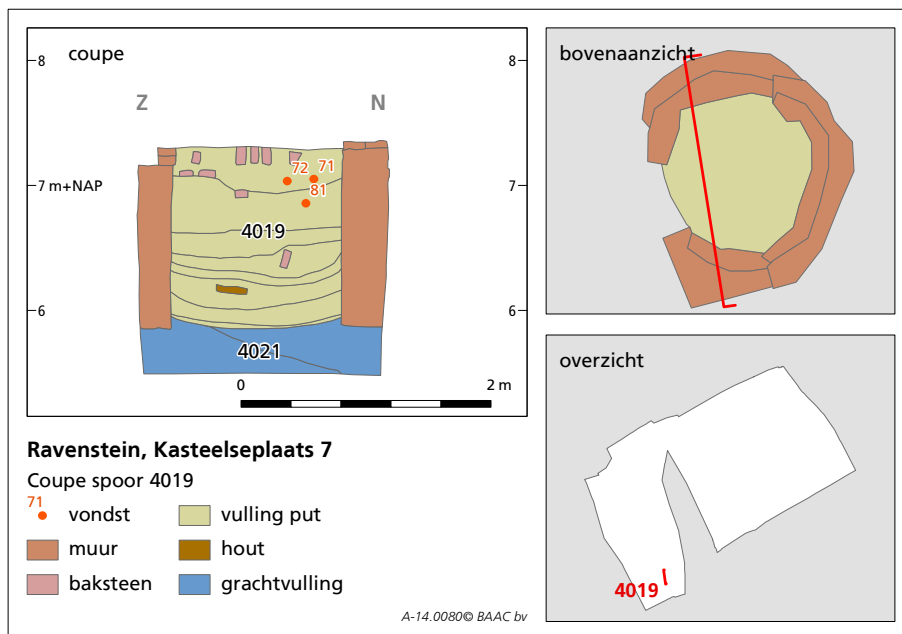 coupe
8
8
Z
N
72
71
7 m+NAP
7
81
4019
6
6
4021
0
2 m
bovenaanzicht
overzicht
4019
Ravenstein, Kasteelseplaats 7
Coupe spoor 4019
71
vondst
vulling put
muur
hout
baksteen
grachtvulling
A-14.0080© BAAC bv